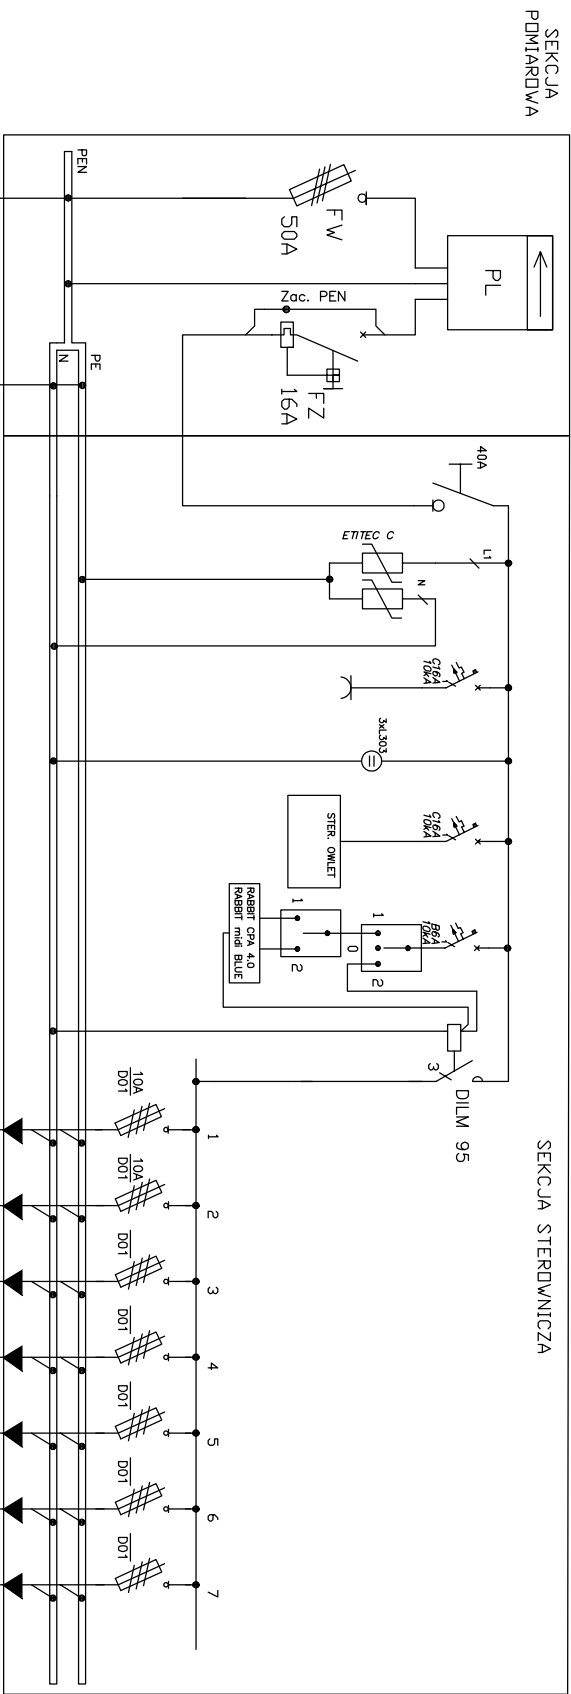 SEKCJA
POMIAROWA
PEN
FW
50A
PL
Zac. PEN
FZ
16A
PE
N
40A
ETITEC C
L1
N
C16A
10kA
3xL303
C16A
10kA
STER. OWLET
B6A
10kA
1
0
2
1
2
RABBIT CPA 4.0
RABBIT midi BLUE
3
DILM 95
SEKCJA STEROWNICZA
10A
D01
1
10A
D01
2
D01
3
D01
4
D01
5
D01
6
D01
7